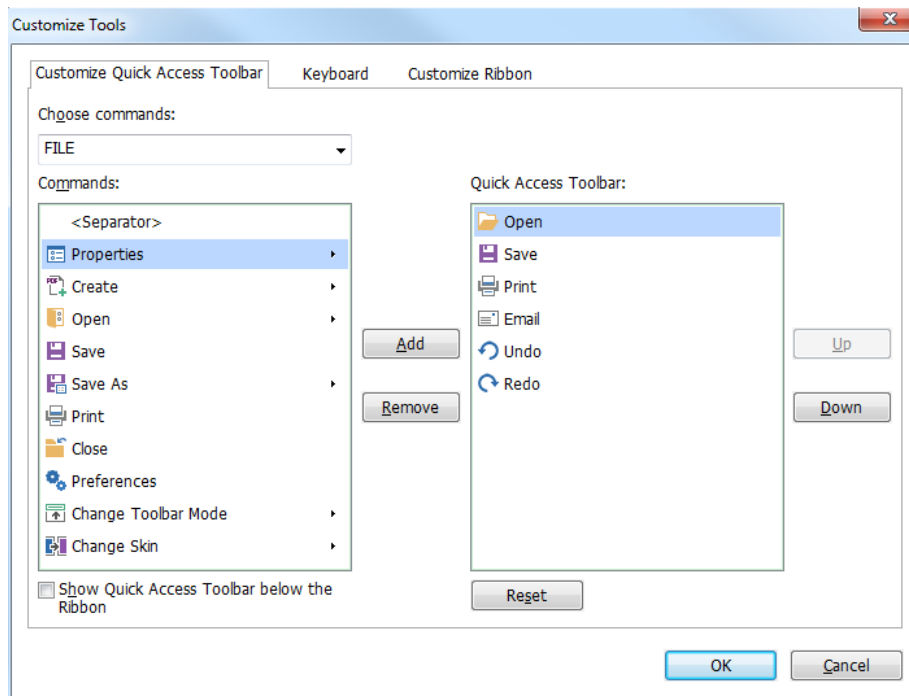 Customize Tools
Customize Quick Access Toolbar Keyboard Customize Ribbon
Choose commands:
FILE
Commands:
<Separator>
Properties
Create
Open
Save
Save As
Print
Close
Preferences
Change Toolbar Mode
Change Skin
Show Quick Access Toolbar below the
Ribbon
Add
Remove
Quick Access Toolbar:
Open
Save
Print
Email
Undo
Redo
Reset
Up
Down
OK
Cancel